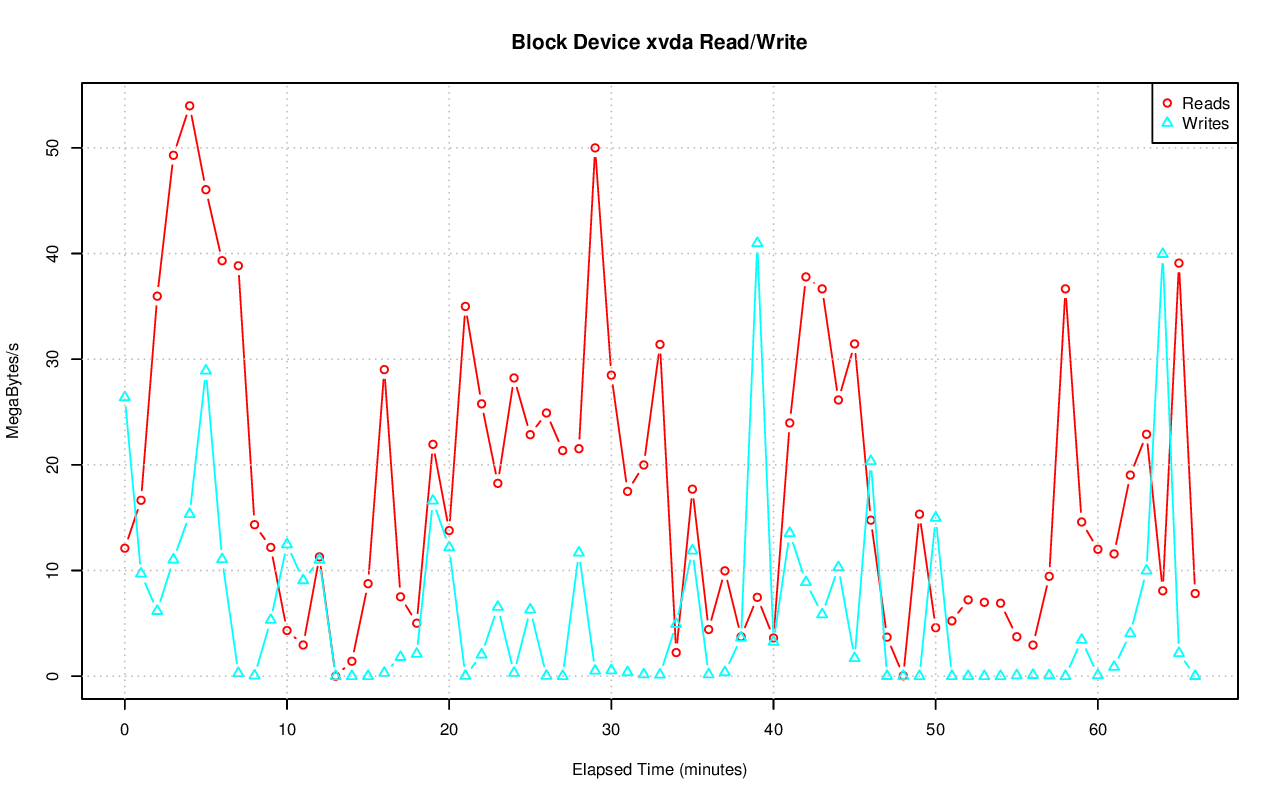 Block Device xvda Read/Write
Reads
Writes
MegaBytes/s
50
40
30
20
10
0
0 10 20 30 40 50 60
Elapsed Time (minutes)